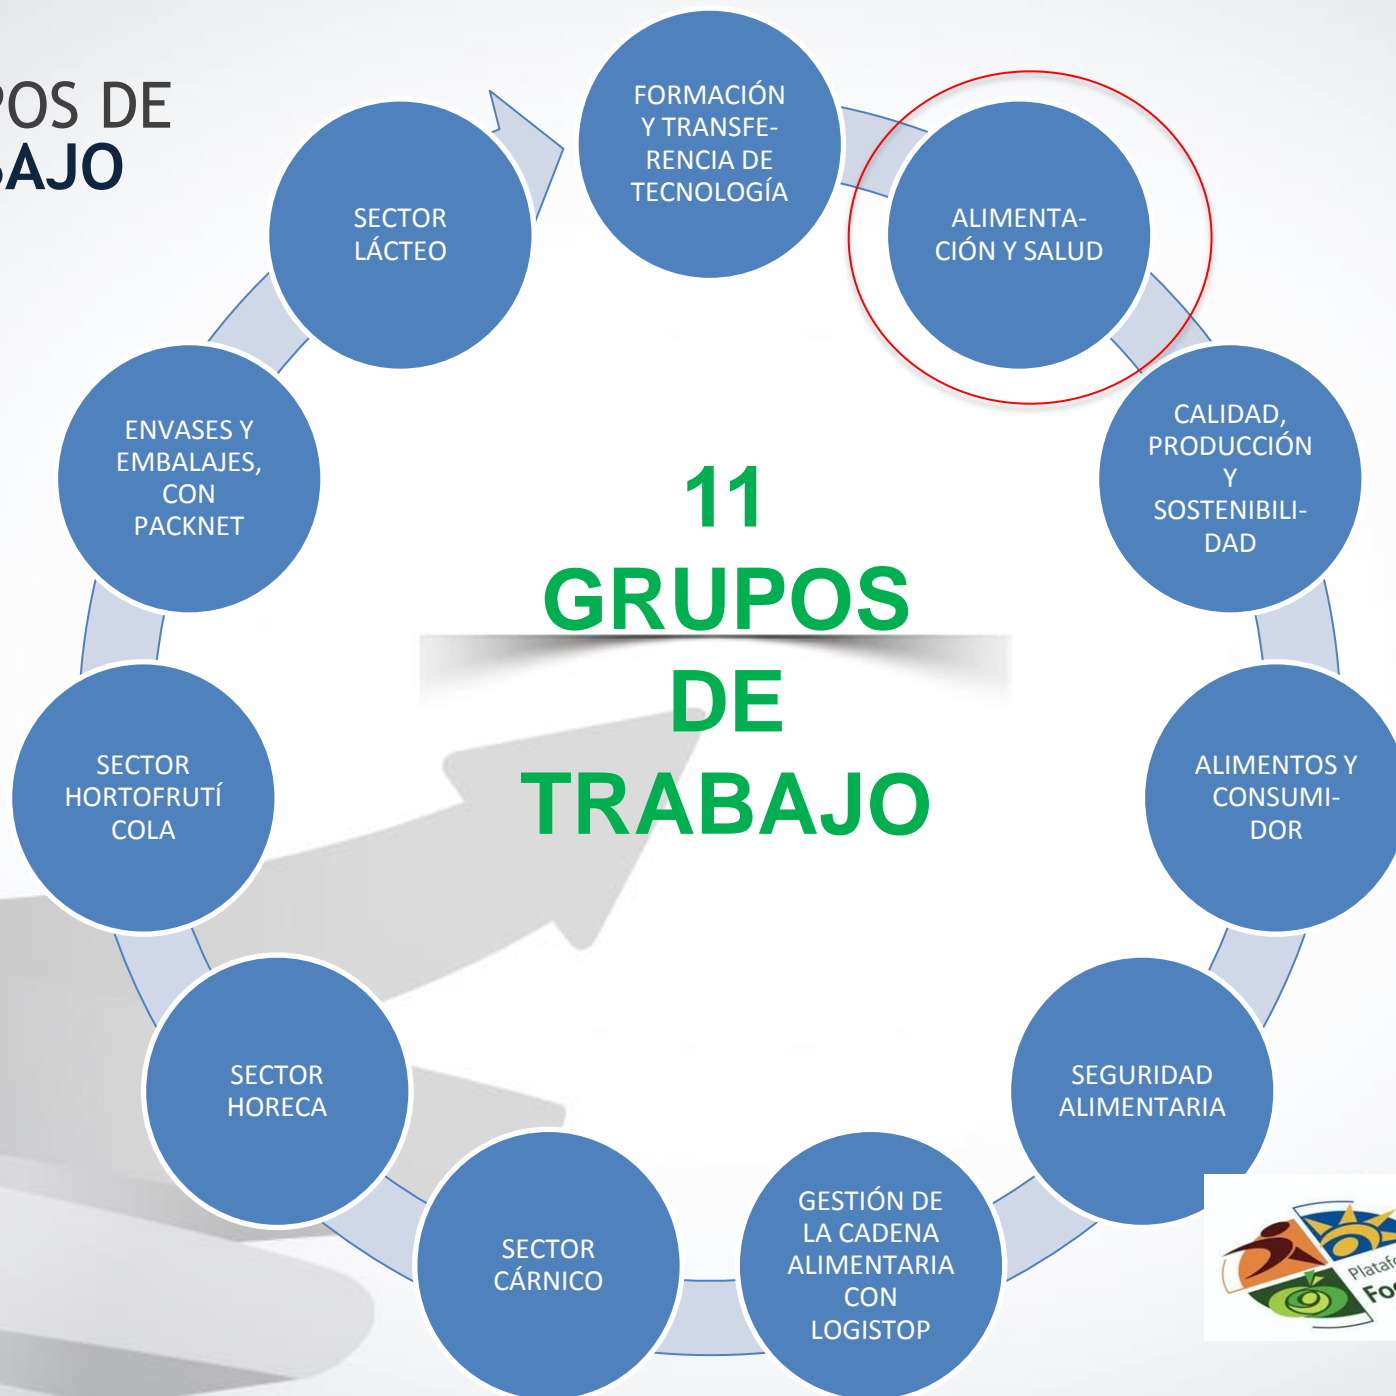 POS DE
BAJO
FORMACIÓN
Y TRANSFE-
RENCIA DE
TECNOLOGÍA
ALIMENTA-
CIÓN Y SALUD
CALIDAD,
PRODUCCIÓN
Y
SOSTENIBILI-
DAD
ALIMENTOS Y
CONSUMI-
DOR
SEGURIDAD
ALIMENTARIA
GESTIÓN DE
LA CADENA
ALIMENTARIA
CON
LOGISTOP
SECTOR
CÁRNICO
SECTOR
HORECA
SECTOR
HORTOFRUTÍ
COLA
ENVASES Y
EMBALAJES,
CON
PACKNET
SECTOR
LÁCTEO
11
GRUPOS
DE
TRABAJO